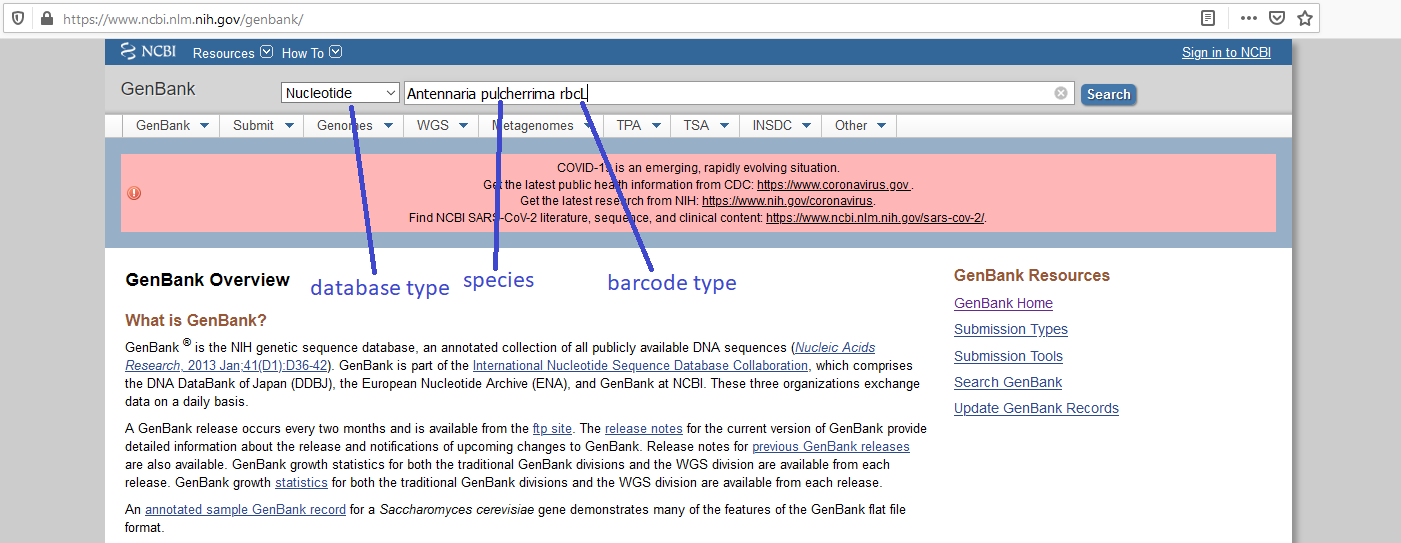 https://www.ncbi.nlm.nih.gov/genbank/
NCBI Resources How To Sign in to NCBI
GenBank Nucleotide Antennaria pulcherrima rbcL Search
GenBank Submit Genomes WGS Metagenomes TPA TSA INSDC Other
COVID-19 is an emerging, rapidly evolving situation.
Get the latest public health information from CDC: https://www.coronavirus.gov .
Get the latest research from NIH: https://www.nih.gov/coronavirus.
Find NCBI SARS-CoV-2 literature, sequence, and clinical content: https://www.ncbi.nlm.nih.gov/sars-cov-2/.
database type species barcode type
GenBank Overview
What is GenBank?
GenBank ® is the NIH genetic sequence database, an annotated collection of all publicly available DNA sequences (Nucleic Acids
Research, 2013 Jan;41(D1):D36-42). GenBank is part of the International Nucleotide Sequence Database Collaboration, which comprises
the DNA DataBank of Japan (DDBJ), the European Nucleotide Archive (ENA), and GenBank at NCBI. These three organizations exchange
data on a daily basis.
A GenBank release occurs every two months and is available from the ftp site. The release notes for the current version of GenBank provide
detailed information about the release and notifications of upcoming changes to GenBank. Release notes for previous GenBank releases
are also available. GenBank growth statistics for both the traditional GenBank divisions and the WGS division are available from each
release. GenBank growth statistics for both the traditional GenBank divisions and the WGS division are available from each release.
An annotated sample GenBank record for a Saccharomyces cerevisiae gene demonstrates many of the features of the GenBank flat file
format.
GenBank Resources
GenBank Home
Submission Types
Submission Tools
Search GenBank
Update GenBank Records